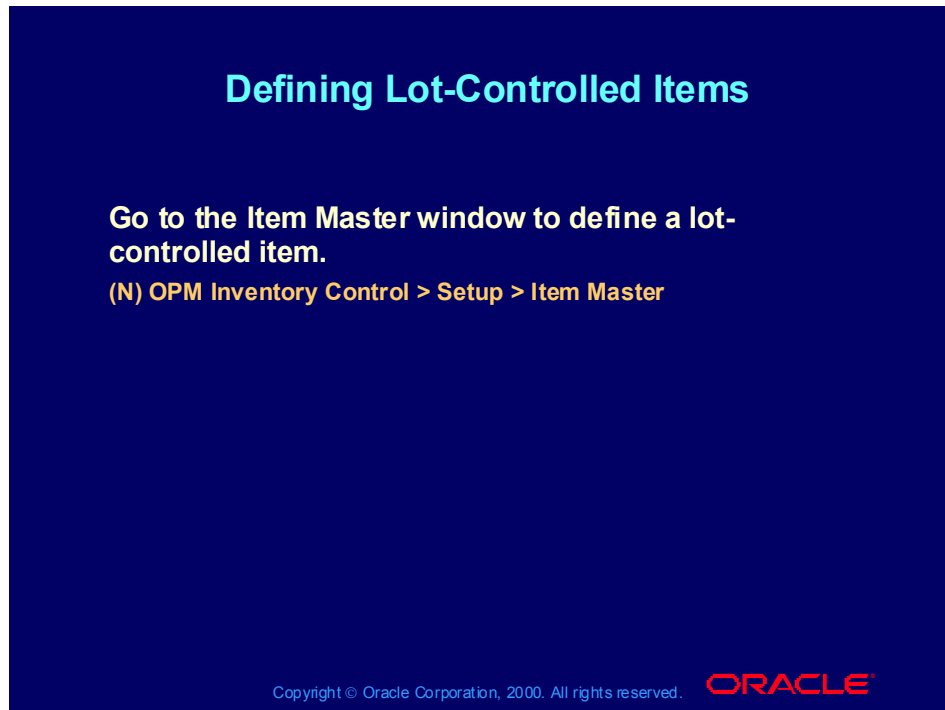 Defining Lot-Controlled Items
Go to the Item Master window to define a lot-
controlled item.
(N) OPM Inventory Control > Setup > Item Master
Copyright © Oracle Corporation, 2000. All rights reserved.
ORACLE®